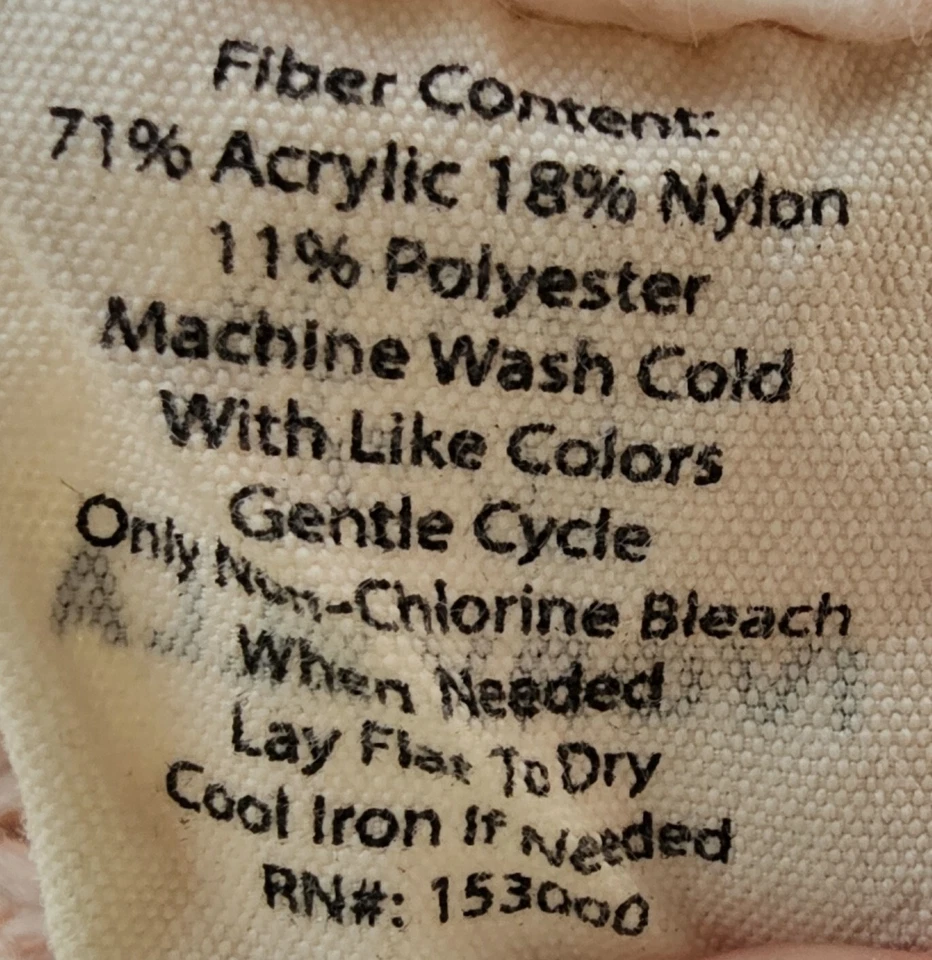 Fiber Content:
71% Acrylic 18% Nylon
11% Polyester
Machine Wash Cold
With Like Colors
Gentle Cycle
Only Non-Chlorine Bleach
When Needed
Lay Flat To Dry
Cool Iron If Needed
RN#: 153000